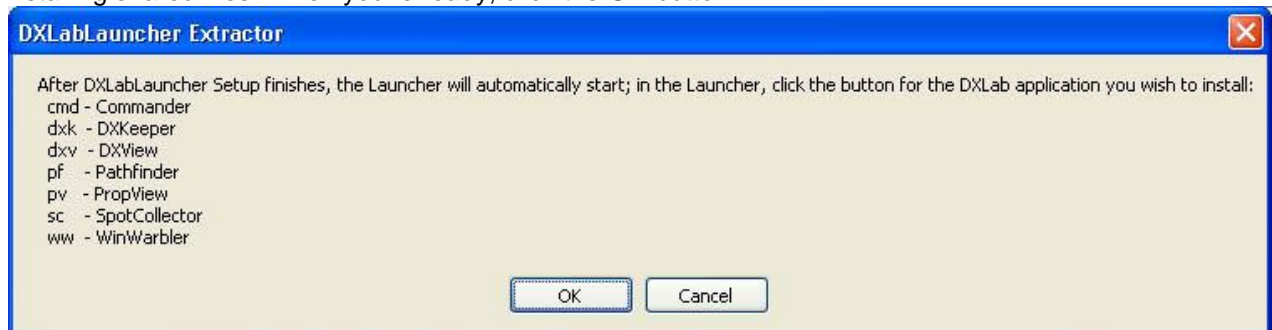 DXLabLauncher Extractor
After DXLabLauncher Setup finishes, the Launcher will automatically start; in the Launcher, click the button for the DXLab application you wish to install:
cmd - Commander
dxk - DXKeeper
dxv - DXView
pf - Pathfinder
pv - PropView
sc - SpotCollector
ww - WinWarbler
OK Cancel